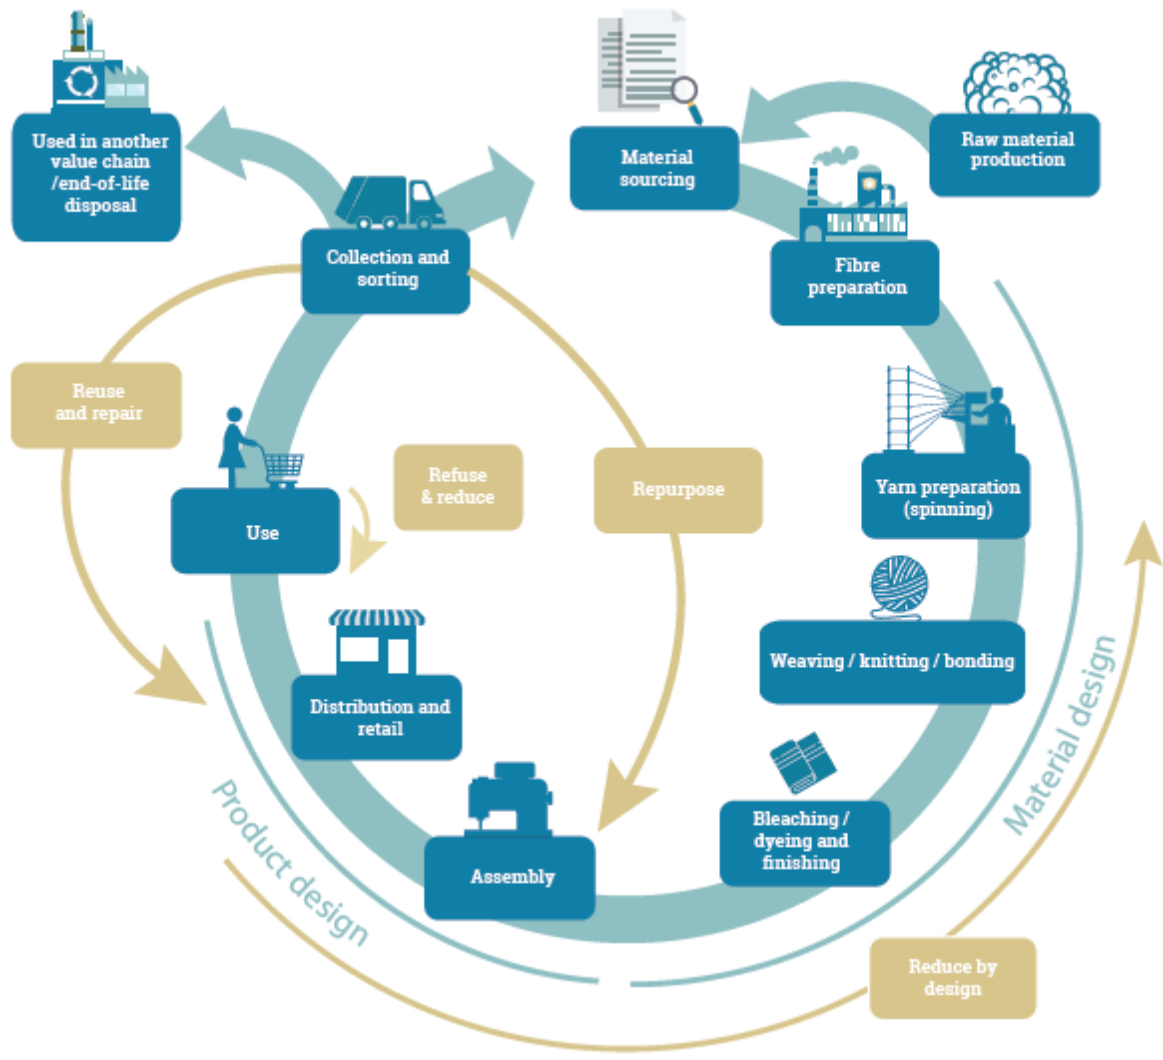 Used in another
value chain
/end-of-life
disposal
Material
sourcing
Raw material
production
Collection and
sorting
Fibre
preparation
Reuse
and repair
Refuse
& reduce
Repurpose
Yarn preparation
(spinning)
Use
Weaving / knitting / bonding
Distribution and
retail
Bleaching /
dyeing and
finishing
Assembly
Product design
Material design
Reduce by
design